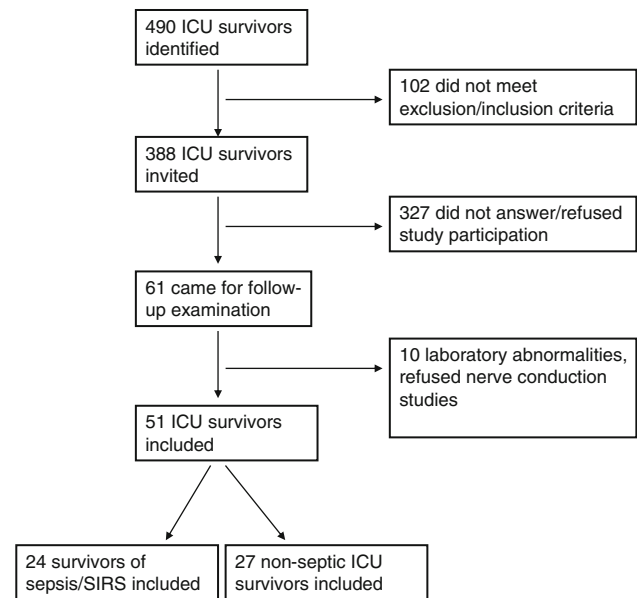 490 ICU survivors
identified
102 did not meet
exclusion/inclusion criteria
388 ICU survivors
invited
327 did not answer/refused
study participation
61 came for follow-
up examination
10 laboratory abnormalities,
refused nerve conduction
studies
51 ICU survivors
included
24 survivors of
sepsis/SIRS included
27 non-septic ICU
survivors included